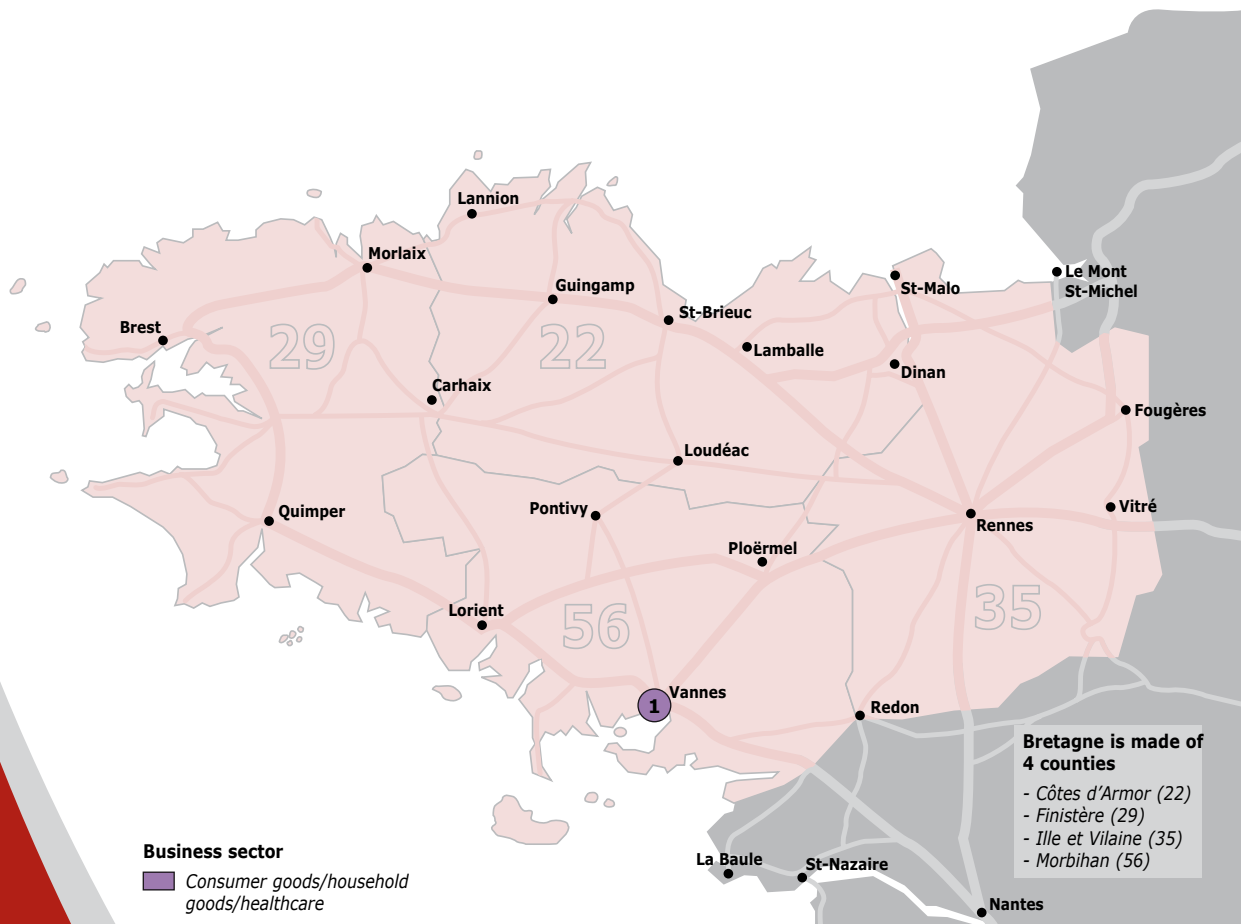 Lannion
Morlaix
Guingamp
St-Brieuc
St-Malo
Le Mont
St-Michel
Brest
29
22
Lamballe
Dinan
Carhaix
Fougères
Loudéac
Quimper
Pontivy
Vitré
Rennes
Ploërmel
Lorient
56
35
Vannes
1
Redon
Bretagne is made of
4 counties
- Côtes d'Armor (22)
- Finistère (29)
- Ille et Vilaine (35)
- Morbihan (56)
Business sector
Consumer goods/household
goods/healthcare
La Baule
St-Nazaire
Nantes